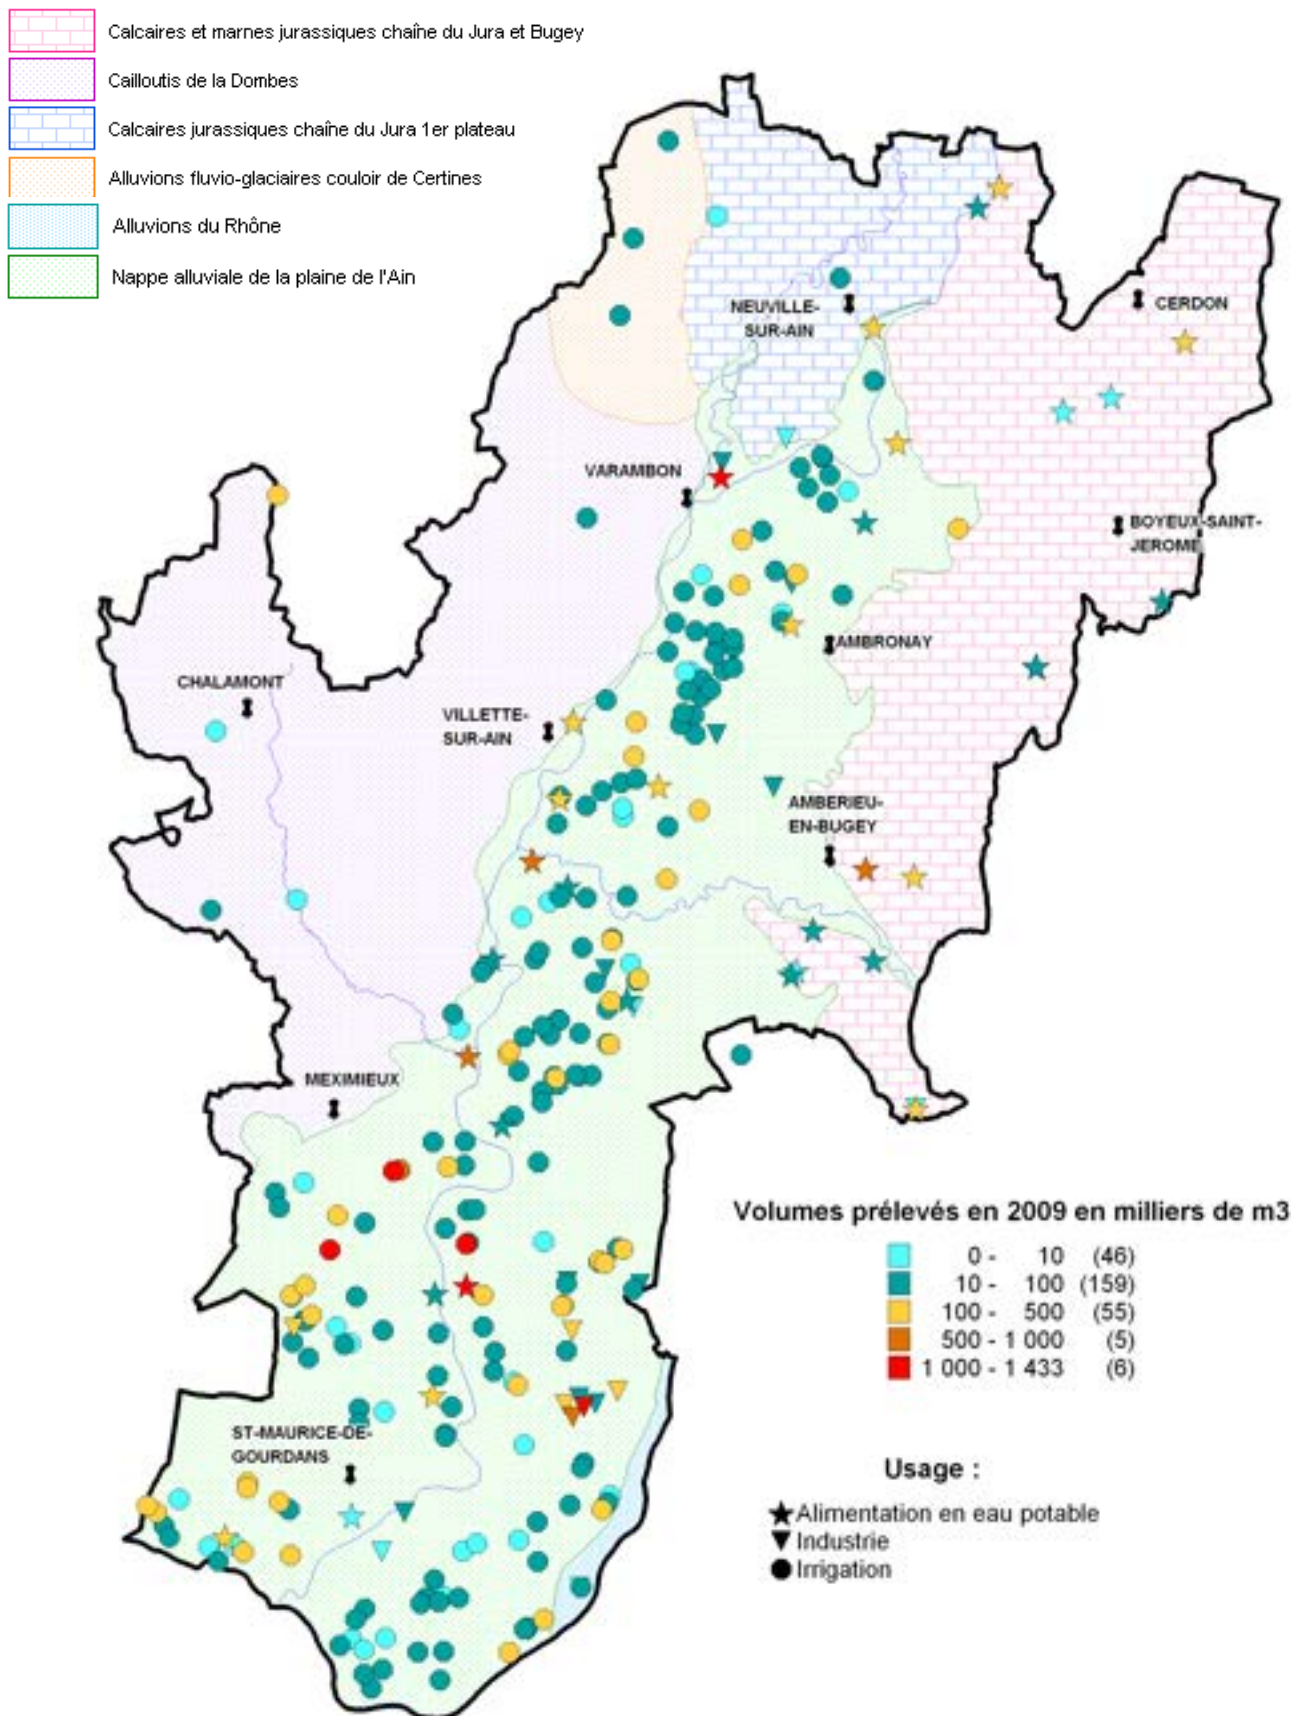 Calcaires et marnes jurassiques chaîne du Jura et Bugey
Cailloutis de la Dombes
Calcaires jurassiques chaîne du Jura 1er plateau
Alluvions fluvio-glaciaires couloir de Certines
Alluvions du Rhône
Nappe alluviale de la plaine de l'Ain
NEUVILLE-
SUR-AIN
CERDON
VARAMBON
BOYEUX-SAINT-
JEROME
AMBRONAY
CHALAMONT
VILLETTE-
SUR-AIN
AMBERIEU-
EN-BUGEY
MEXIMIEUX
ST-MAURICE-DE-
GOURDANS
Volumes prélevés en 2009 en milliers de m3
0 - 10 (46)
10 - 100 (159)
100 - 500 (55)
500 - 1 000 (5)
1 000 - 1 433 (6)
Usage :
Alimentation en eau potable
Industrie
Irrigation